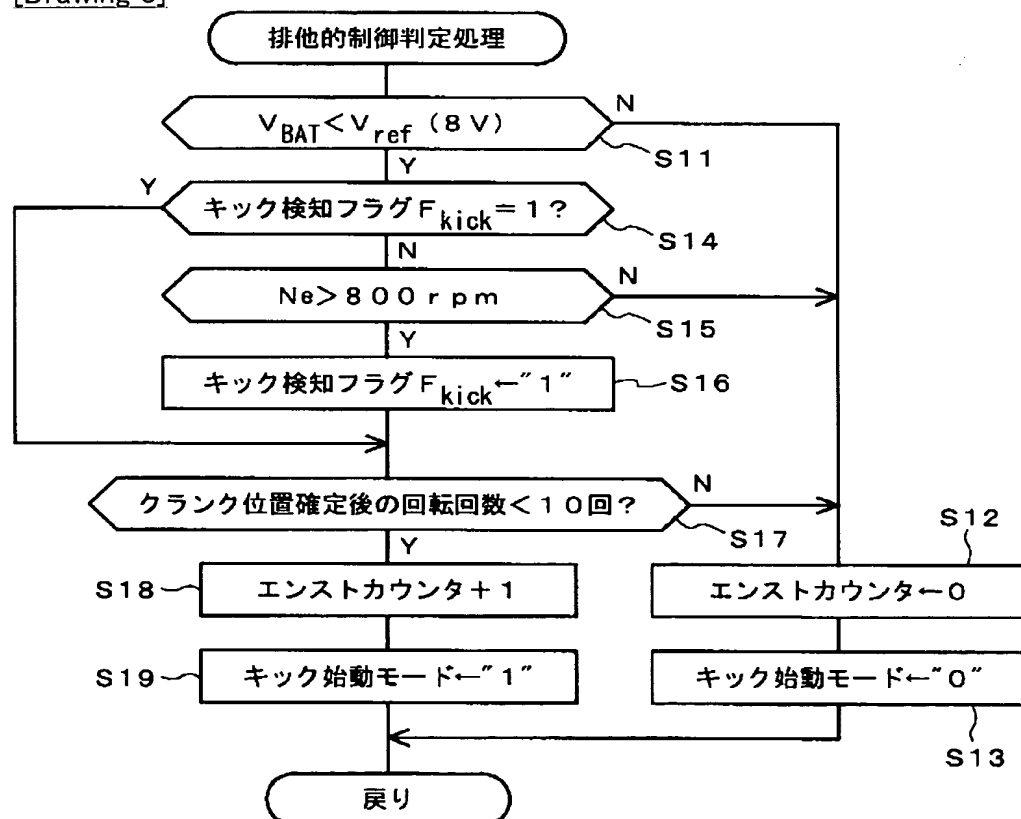 排他的制御判定処理
V_BAT<V_ref (8V)
N
S11
Y
Y
キック検知フラグF_kick=1?
S14
N
Ne>800rpm
N
S15
Y
キック検知フラグF_kick←"1"
S16
クランク位置確定後の回転回数<10回?
N
S17
Y
S12
S18
エンストカウンタ+1
エンストカウンタ←0
S19
キック始動モード←"1"
キック始動モード←"0"
S13
戻り